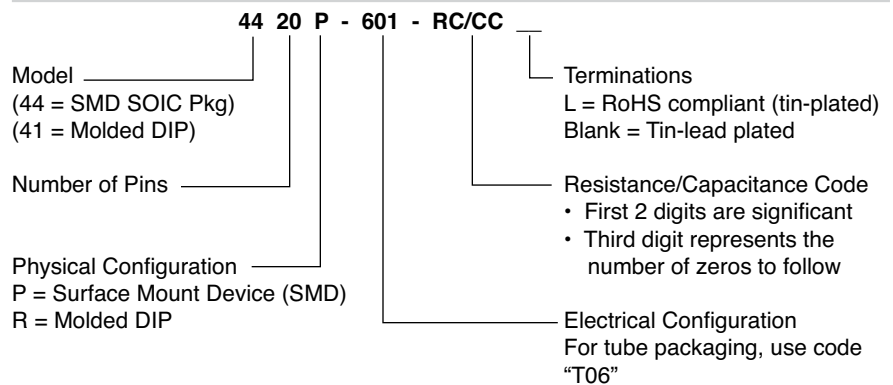 44 20 P - 601 - RC/CC __
Model
(44 = SMD SOIC Pkg)
(41 = Molded DIP)
Number of Pins
Physical Configuration
P = Surface Mount Device (SMD)
R = Molded DIP
Terminations
L = RoHS compliant (tin-plated)
Blank = Tin-lead plated
Resistance/Capacitance Code
• First 2 digits are significant
• Third digit represents the
number of zeros to follow
Electrical Configuration
For tube packaging, use code
“T06”